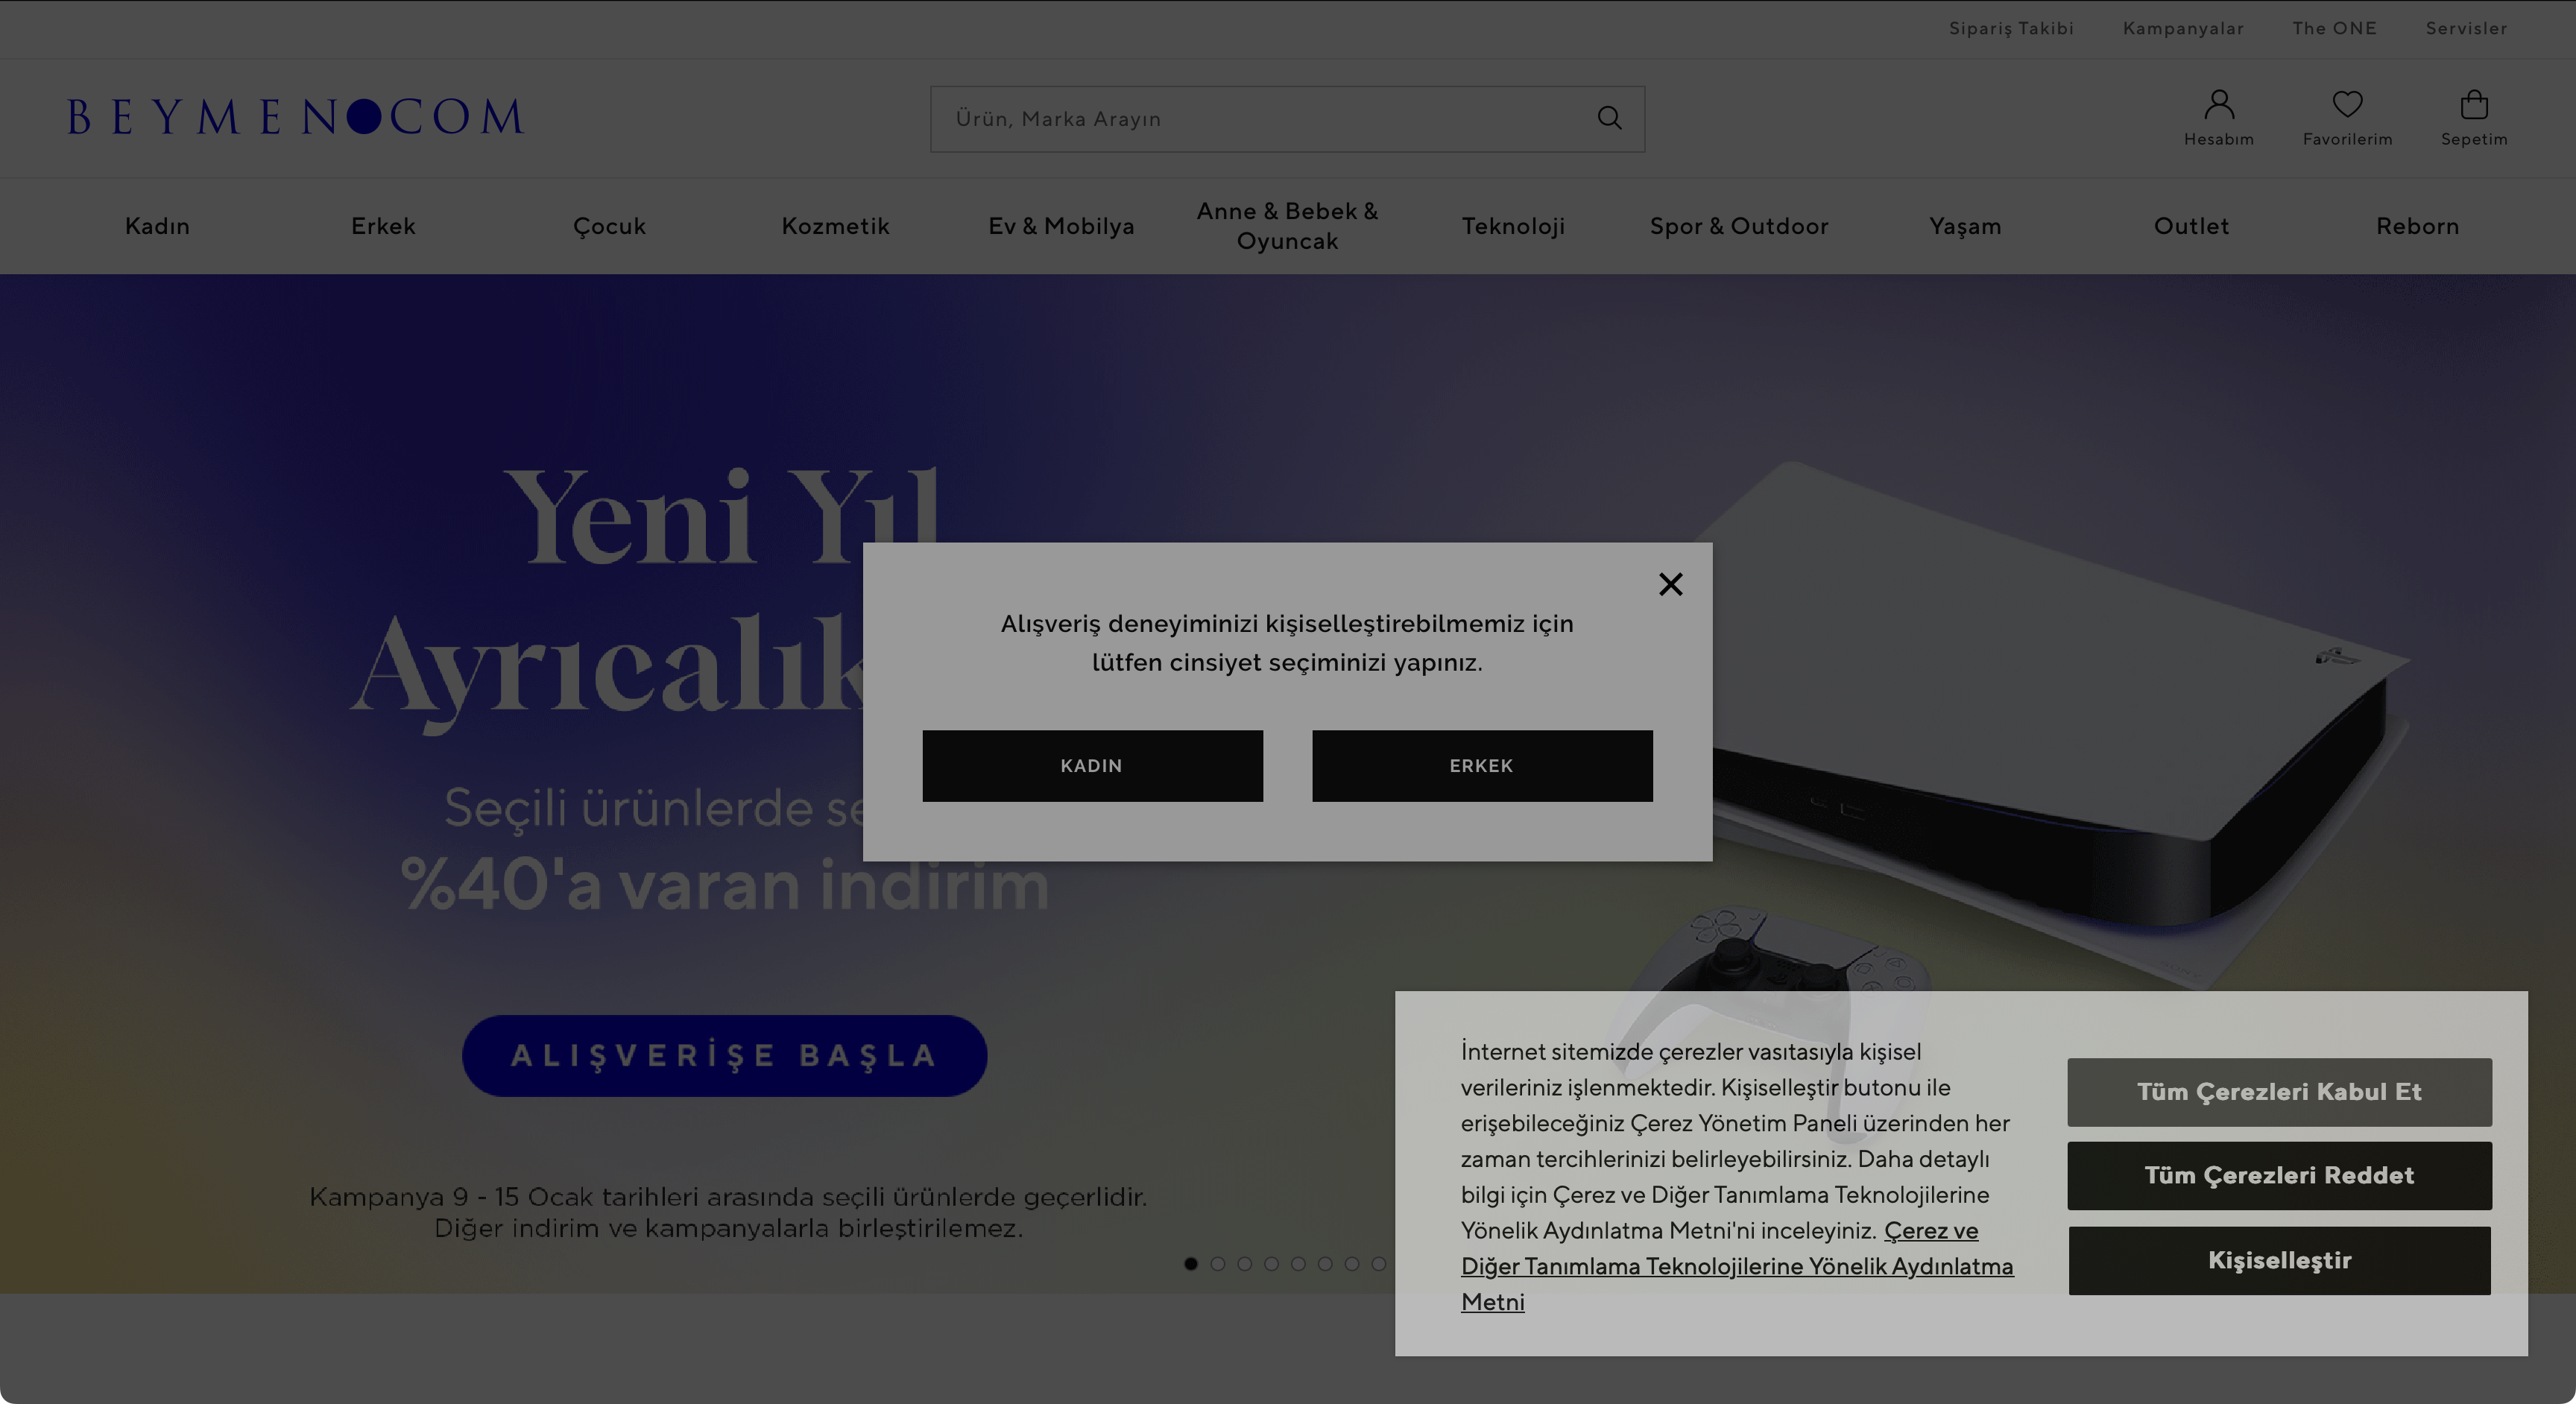 Sipariş Takibi Kampanyalar The ONE Servisler
BEYMEN COM
Ürün, Marka Arayın
Hesabım Favorilerim Sepetim
Kadın Erkek Çocuk Kozmetik Ev & Mobilya Anne & Bebek & Oyuncak Teknoloji Spor & Outdoor Yaşam Outlet Reborn
Yeni Yıl
Seçili ürünlerde
%40'a varan indirim
ALIŞVERİŞE BAŞLA
Kampanya 9 - 15 Ocak tarihleri arasında seçili ürünlerde geçerlidir.
Diğer indirim ve kampanyalarla birleştirilemez.
Alışveriş deneyiminizi kişiselleştirebilmemiz için
lütfen cinsiyet seçiminizi yapınız.
KADIN ERKEK
İnternet sitemizde çerezler vasıtasıyla kişisel
verileriniz işlenmektedir. Kişiselleştir butonu ile
erişebileceğiniz Çerez Yönetim Paneli üzerinden her
zaman tercihlerinizi belirleyebilirsiniz. Daha detaylı
bilgi için Çerez ve Diğer Tanımlama Teknolojilerine
Yönelik Aydınlatma Metni'ni inceleyiniz. Çerez ve
Diğer Tanımlama Teknolojilerine Yönelik Aydınlatma
Metni
Tüm Çerezleri Kabul Et
Tüm Çerezleri Reddet
Kişiselleştir